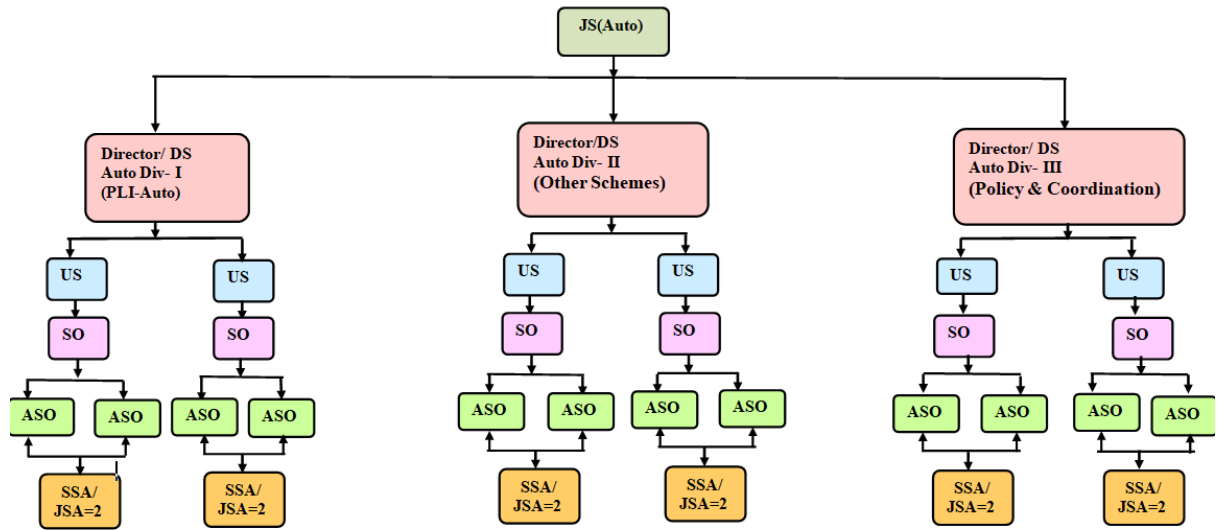 JS(Auto)
Director/ DS
Auto Div- I
(PLI-Auto)
Director/DS
Auto Div- II
(Other Schemes)
Director/ DS
Auto Div- III
(Policy & Coordination)
US
US
US
US
US
US
SO
SO
SO
SO
SO
SO
ASO
ASO
ASO
ASO
ASO
ASO
ASO
ASO
ASO
ASO
ASO
ASO
SSA/
JSA=2
SSA/
JSA=2
SSA/
JSA=2
SSA/
JSA=2
SSA/
JSA=2
SSA/
JSA=2